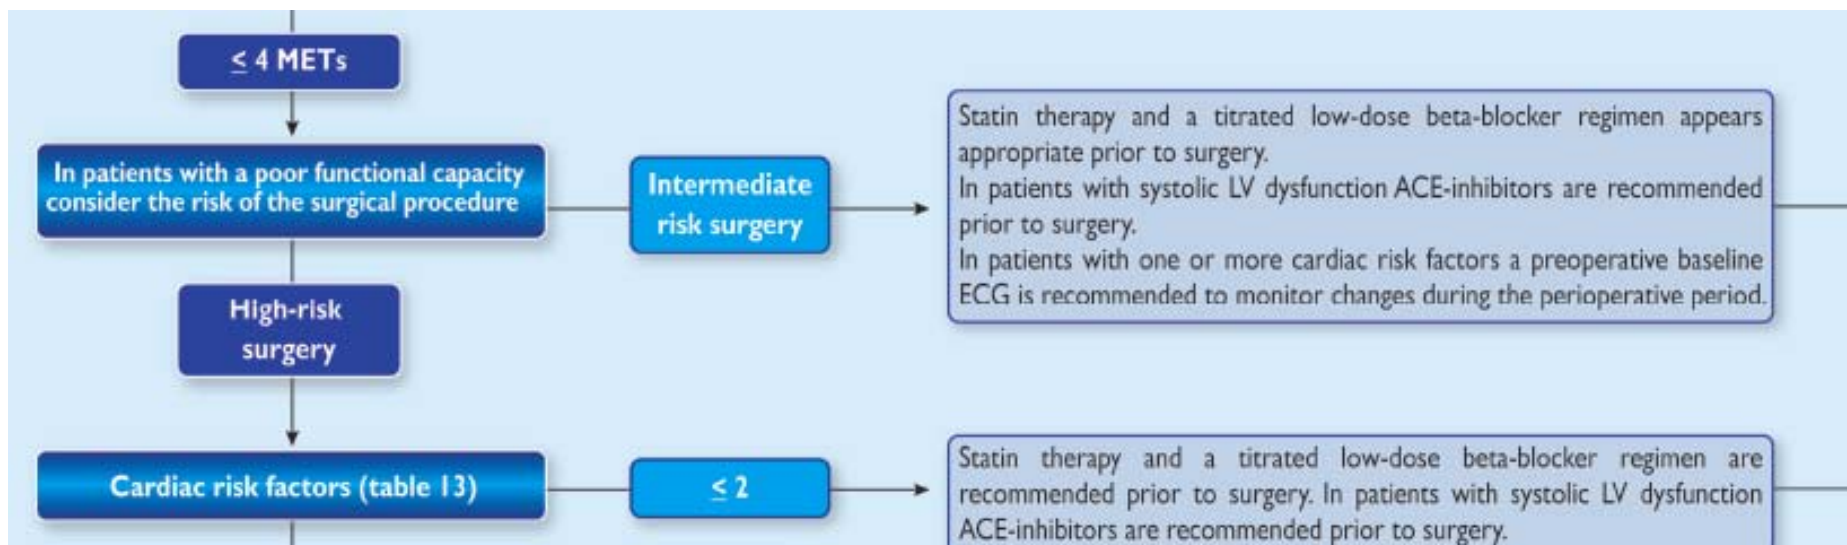 ≤ 4 METs
In patients with a poor functional capacity
consider the risk of the surgical procedure
Intermediate
risk surgery
Statin therapy and a titrated low-dose beta-blocker regimen appears
appropriate prior to surgery.
In patients with systolic LV dysfunction ACE-inhibitors are recommended
prior to surgery.
In patients with one or more cardiac risk factors a preoperative baseline
ECG is recommended to monitor changes during the perioperative period.
High-risk
surgery
Cardiac risk factors (table 13)
≤ 2
Statin therapy and a titrated low-dose beta-blocker regimen are
recommended prior to surgery. In patients with systolic LV dysfunction
ACE-inhibitors are recommended prior to surgery.